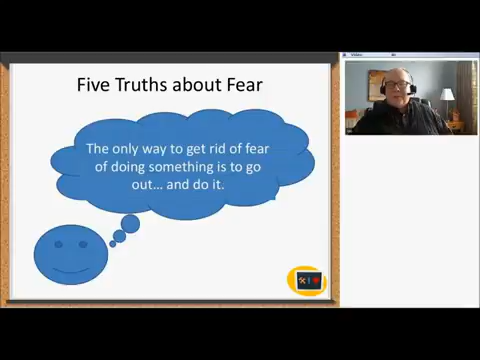 Five Truths about Fear
The only way to get rid of fear
of doing something is to go
out... and do it.